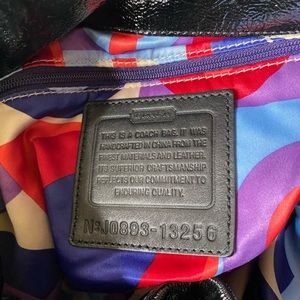 THIS IS A COACH BAG. IT WAS
HANDCRAFTED IN CHINA FROM THE
FINEST MATERIALS AND LEATHER.
ITS SUPERIOR CRAFTSMANSHIP
REFLECTS OUR COMMITMENT TO
ENDURING QUALITY.
Nº J0893-13256